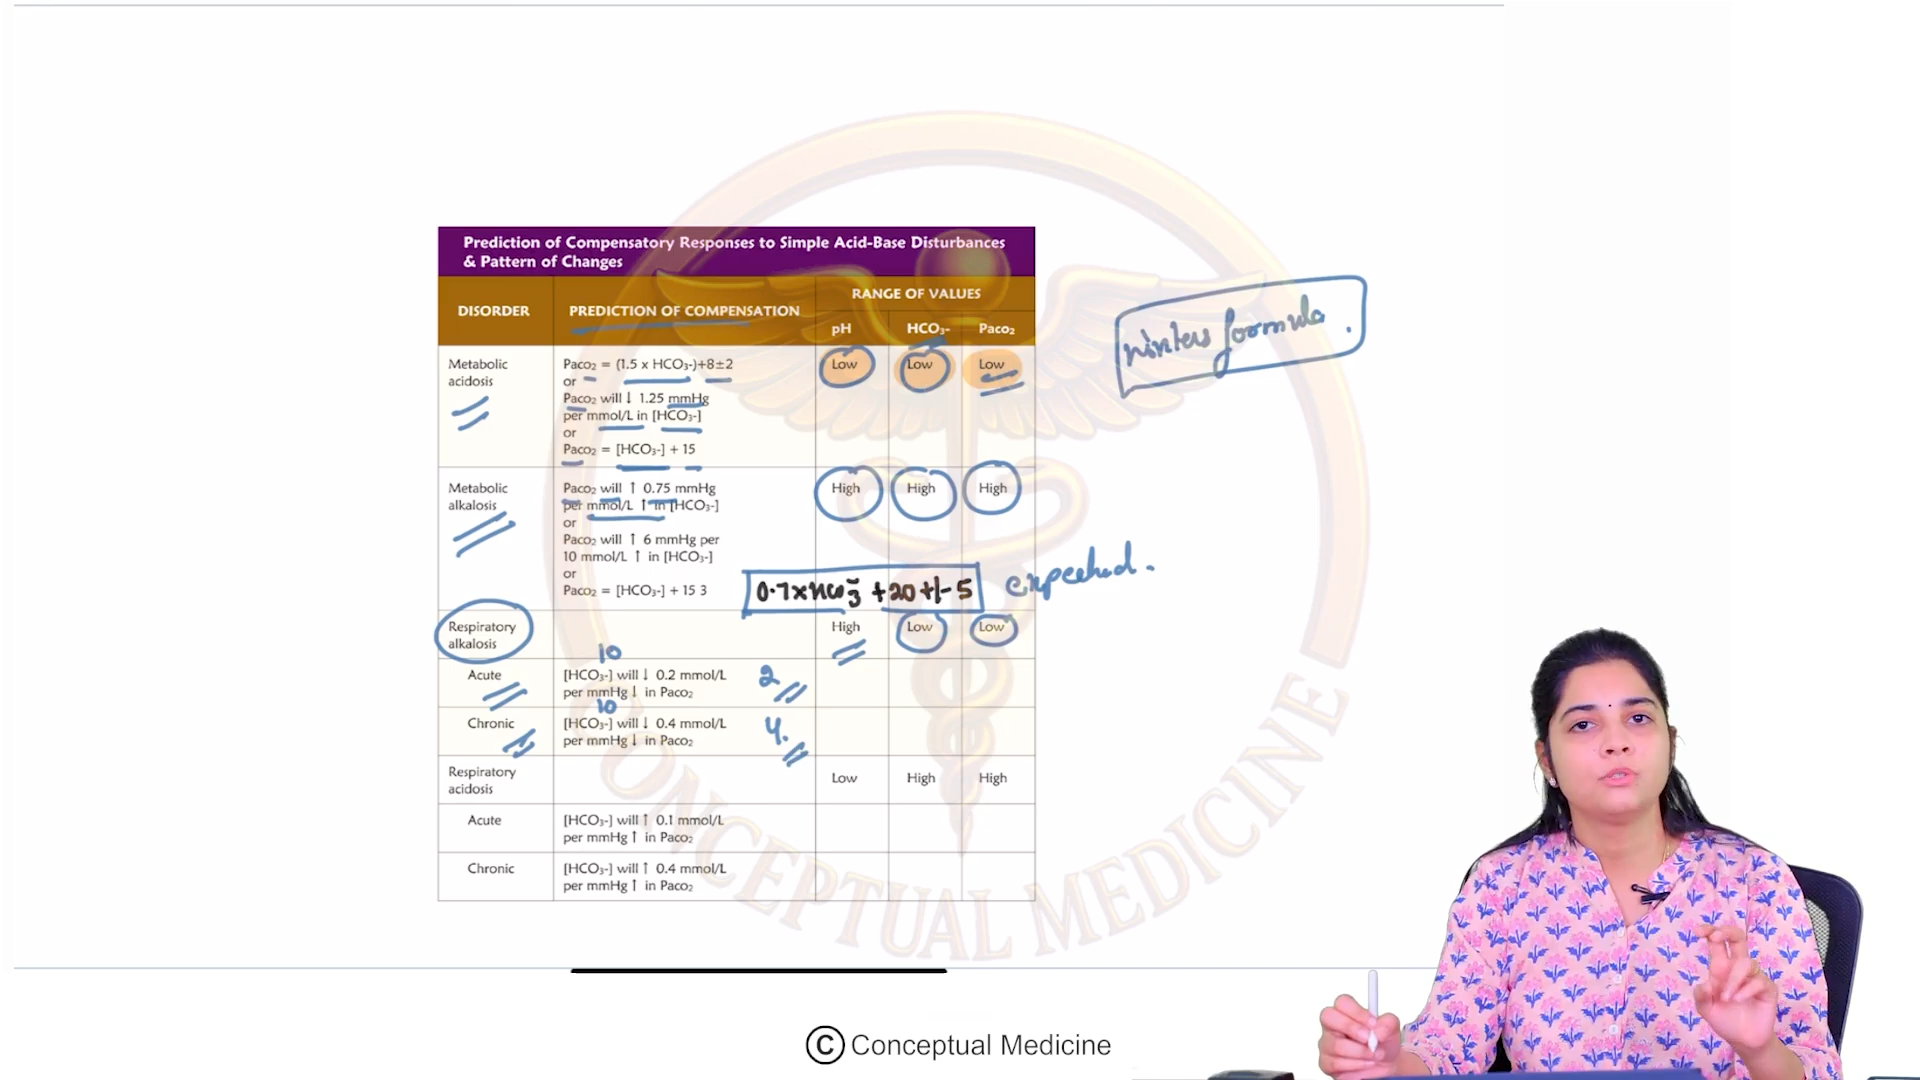 Prediction of Compensatory Responses to Simple Acid-Base Disturbances
& Pattern of Changes
DISORDER
PREDICTION OF COMPENSATION
RANGE OF VALUES
pH
HCO₃-
Paco₂
Metabolic
acidosis
Paco₂ = (1.5 x HCO₃-)+8±2
or
Paco₂ will ↓ 1.25 mmHg
per mmol/L in [HCO₃-]
or
Paco₂ = [HCO₃-] + 15
Low
Low
Low
winters formula.
Metabolic
alkalosis
Paco₂ will ↑ 0.75 mmHg
per mmol/L ↑ in [HCO₃-]
or
Paco₂ will ↑ 6 mmHg per
10 mmol/L ↑ in [HCO₃-]
or
Paco₂ = [HCO₃-] + 15 3
High
High
High
0.7xHCO₃- +20+/-5
expected.
Respiratory
alkalosis
High
Low
Low
10
Acute
[HCO₃-] will ↓ 0.2 mmol/L
per mmHg ↓ in Paco₂
2
10
Chronic
[HCO₃-] will ↓ 0.4 mmol/L
per mmHg ↓ in Paco₂
4.
Respiratory
acidosis
Low
High
High
Acute
[HCO₃-] will ↑ 0.1 mmol/L
per mmHg ↑ in Paco₂
Chronic
[HCO₃-] will ↑ 0.4 mmol/L
per mmHg ↑ in Paco₂
CONCEPTUAL MEDICINE
© Conceptual Medicine